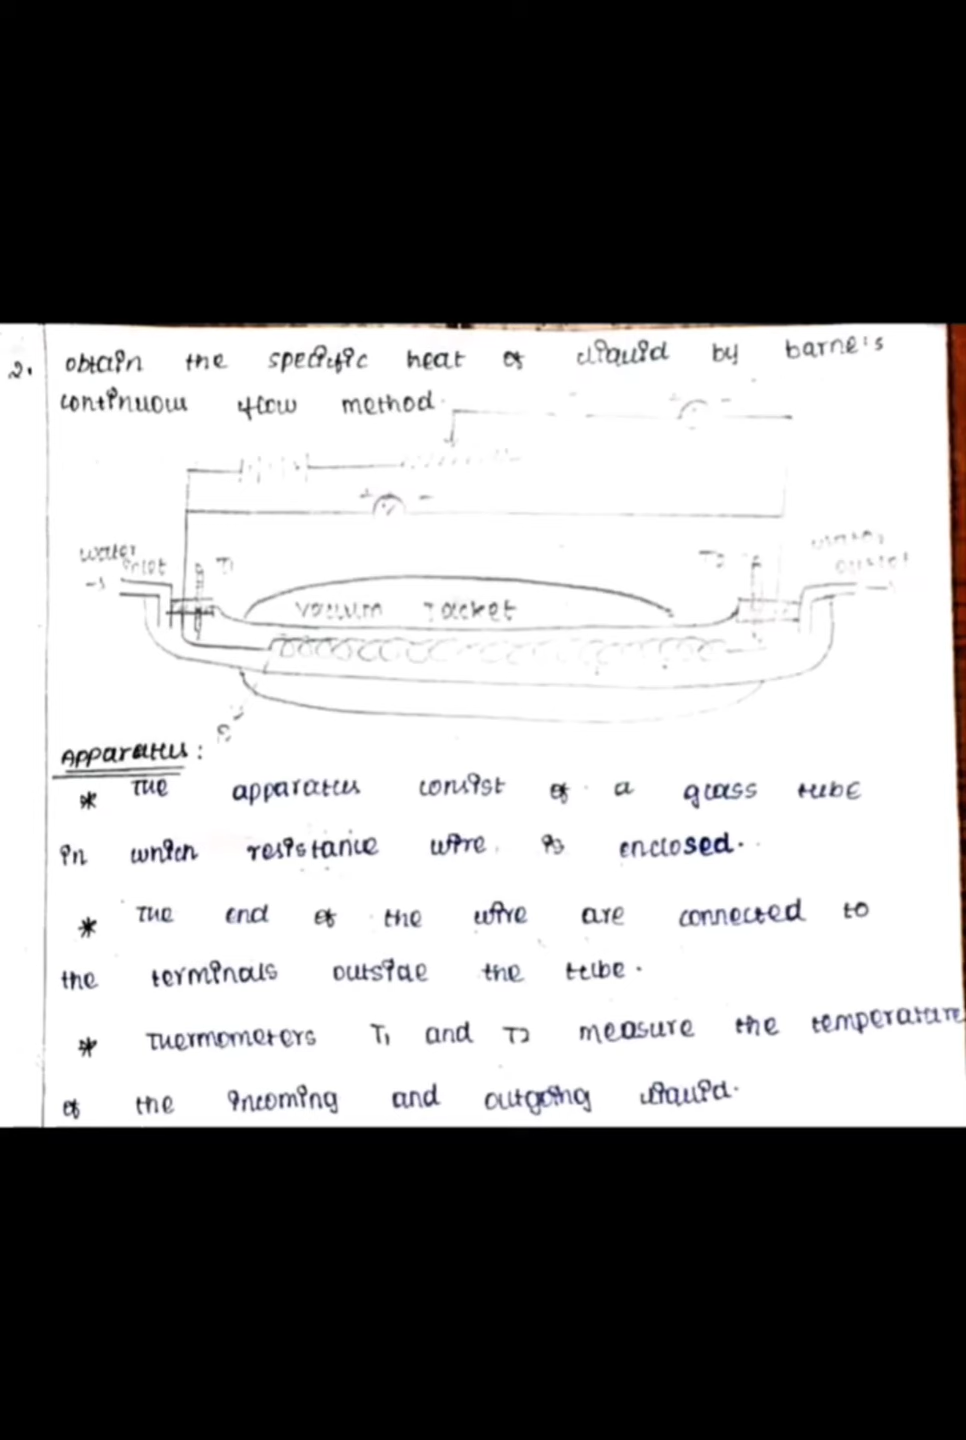 2. obtain the specific heat of liquid by barne's
continuous flow method.
+ -
+ V -
water inlet
T1
T2
water outlet
vacuum Jacket
Apparatus :
* The apparatus consist of a glass tube
in which resistance wire is enclosed.
* The end of the wire are connected to
the terminals outside the tube.
* Thermometers T1 and T2 measure the temperature
of the incoming and outgoing liquid.